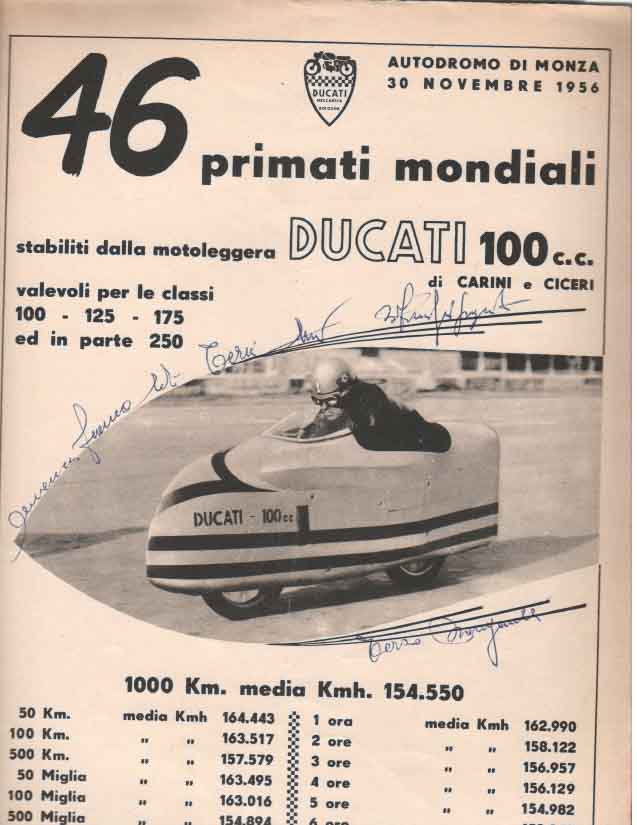 46
primati mondiali
DUCATI
MECCANICA
BOLOGNA
AUTODROMO DI MONZA
30 NOVEMBRE 1956
stabiliti dalla motoleggera DUCATI 100 c.c.
di CARINI e CICERI
valevoli per le classi
100 - 125 - 175
ed in parte 250
DUCATI - 100cc
1000 Km. media Kmh. 154.550
50 Km. media Kmh 164.443
100 Km. " " 163.517
500 Km. " " 157.579
50 Miglia " " 163.495
100 Miglia " " 163.016
500 Miglia " " 154.894
1 ora media Kmh 162.990
2 ore " " 158.122
3 ore " " 156.957
4 ore " " 156.129
5 ore " " 154.982
6 ore